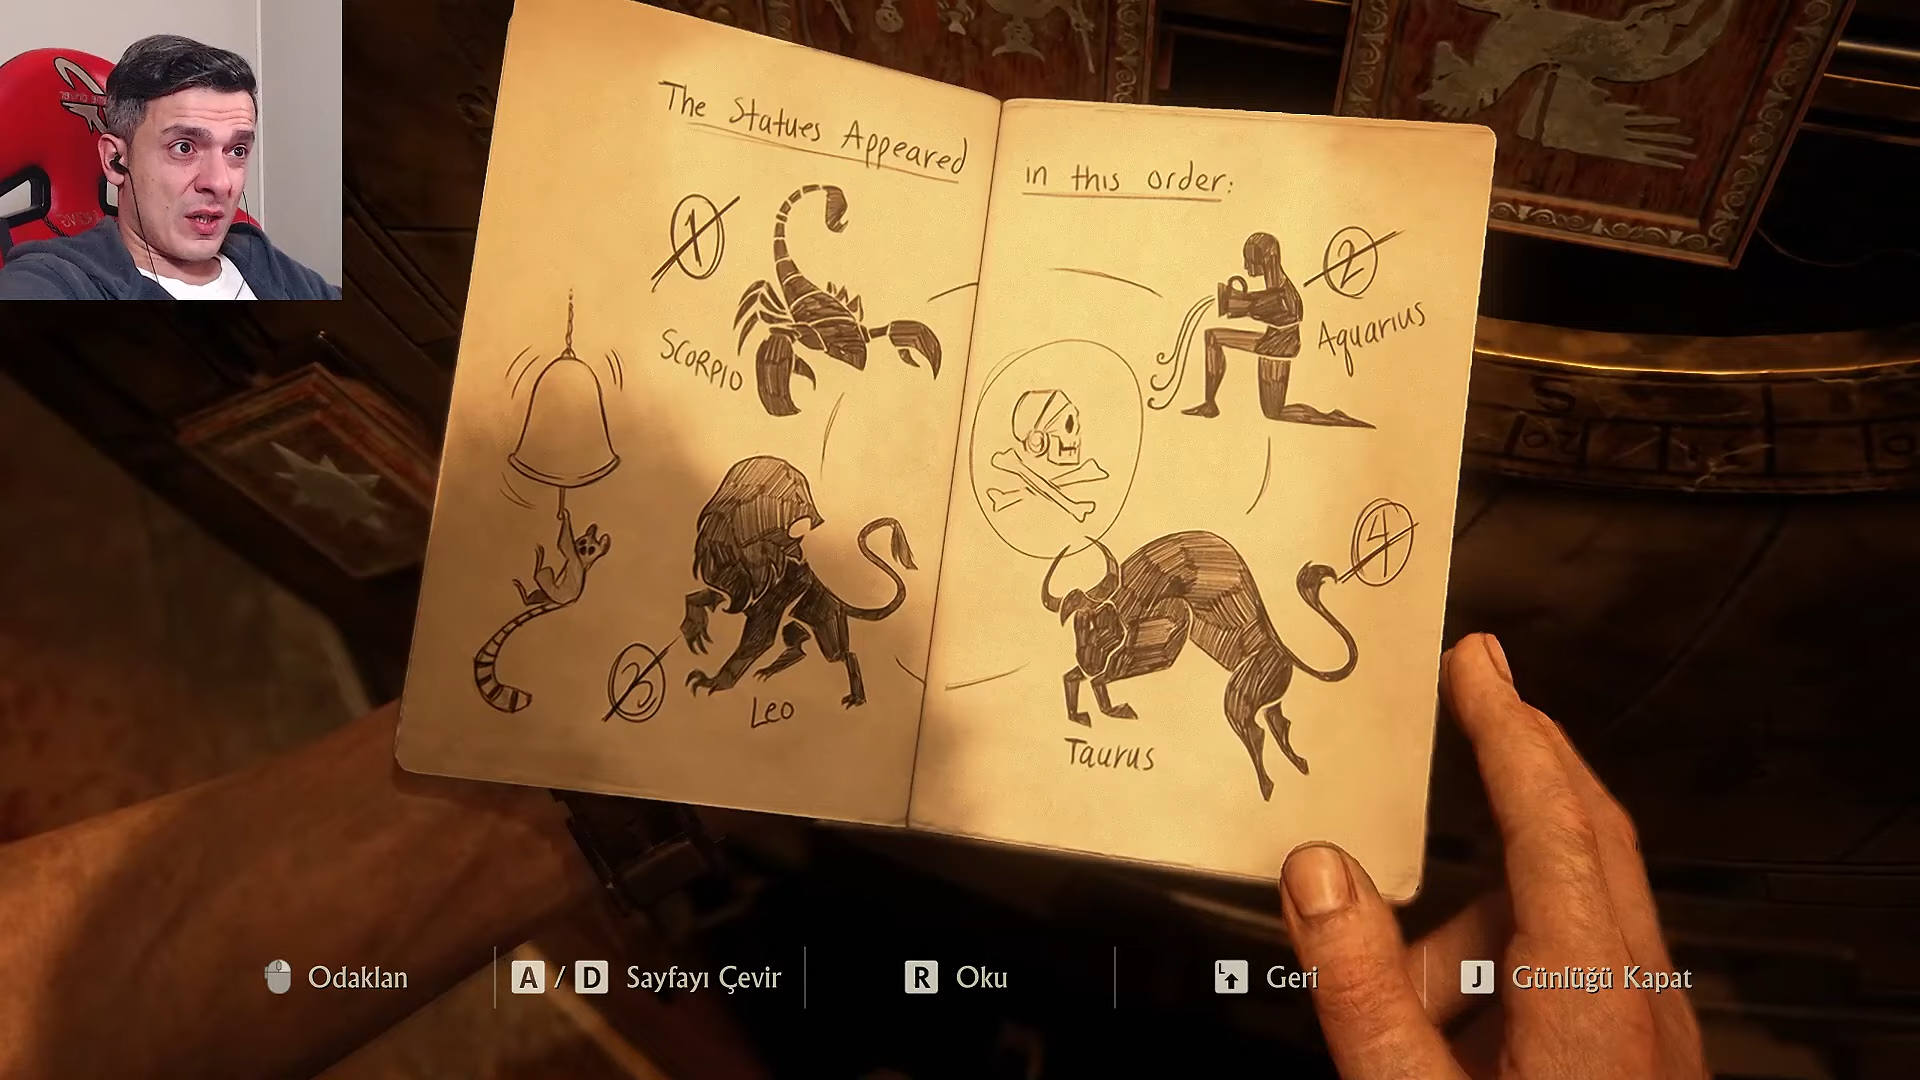 The Statues Appeared
in this order:
1
SCORPIO
2
Aquarius
3
Leo
4
Taurus
Odaklan
A / D Sayfayı Çevir
R Oku
Geri
J Günlüğü Kapat